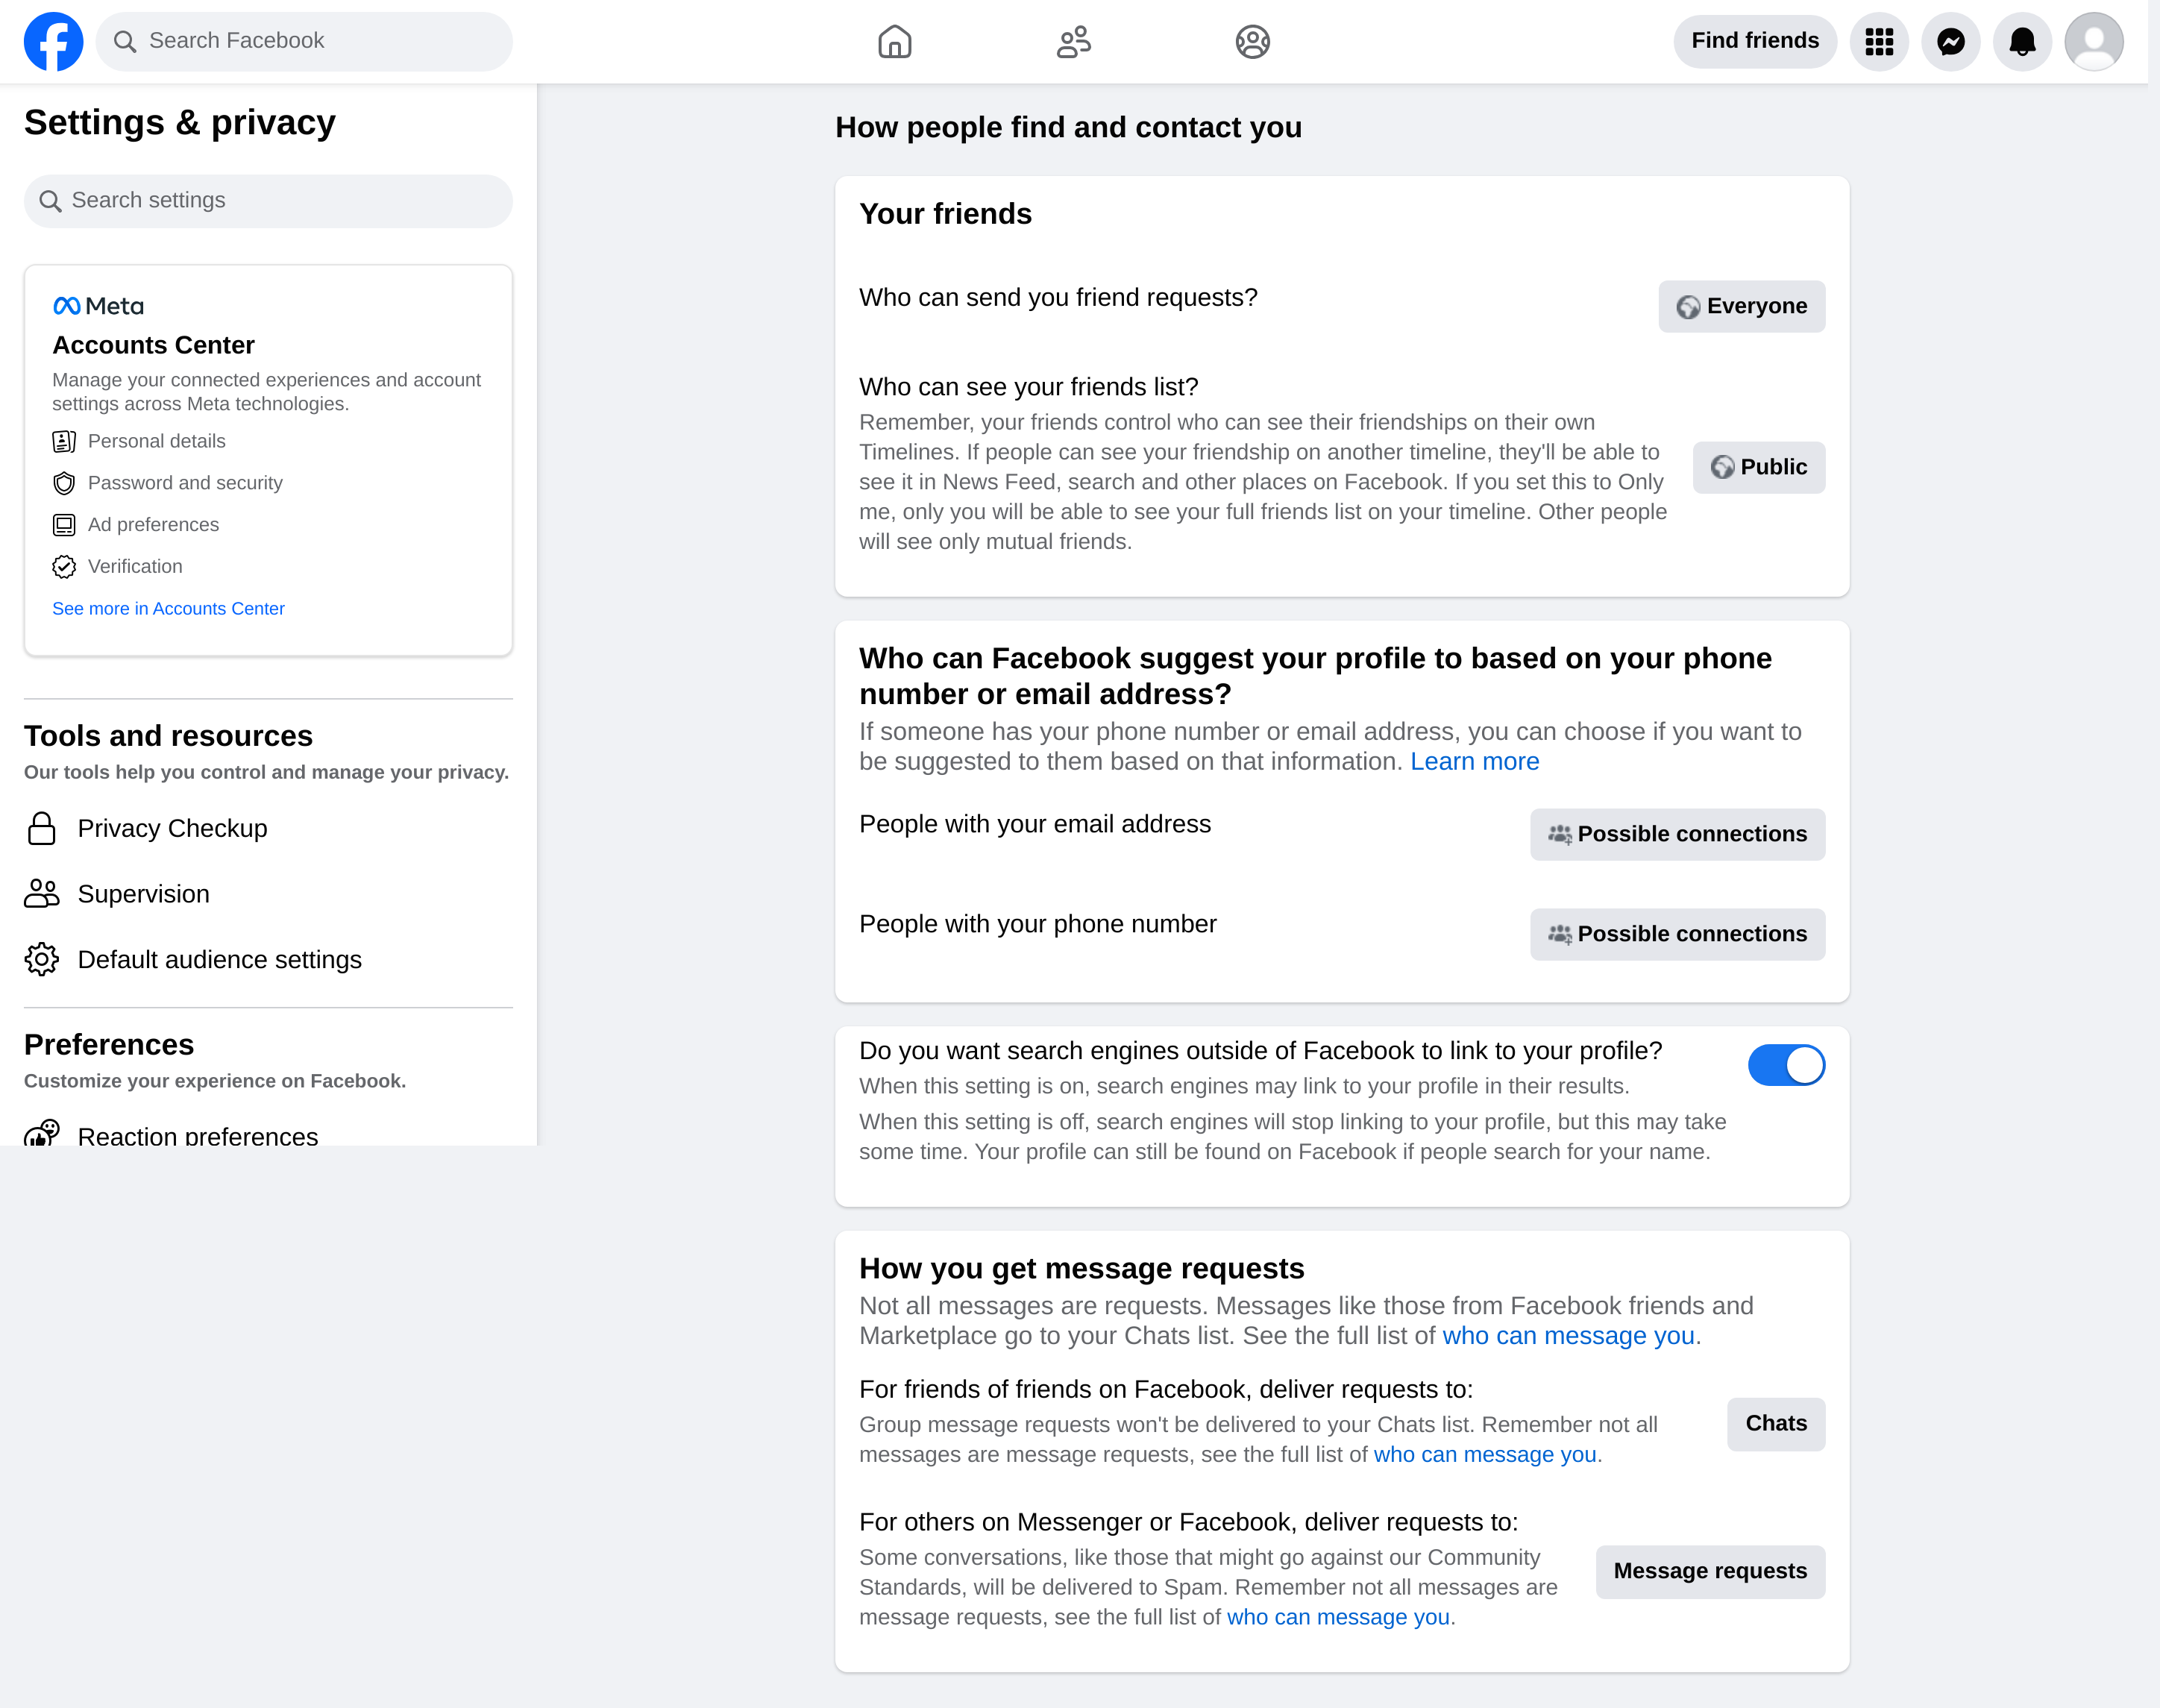 Search Facebook
Find friends
Settings & privacy
Search settings
Meta
Accounts Center
Manage your connected experiences and account
settings across Meta technologies.
Personal details
Password and security
Ad preferences
Verification
See more in Accounts Center
Tools and resources
Our tools help you control and manage your privacy.
Privacy Checkup
Supervision
Default audience settings
Preferences
Customize your experience on Facebook.
Reaction preferences
How people find and contact you
Your friends
Who can send you friend requests?
Everyone
Who can see your friends list?
Remember, your friends control who can see their friendships on their own
Timelines. If people can see your friendship on another timeline, they'll be able to
see it in News Feed, search and other places on Facebook. If you set this to Only
me, only you will be able to see your full friends list on your timeline. Other people
will see only mutual friends.
Public
Who can Facebook suggest your profile to based on your phone
number or email address?
If someone has your phone number or email address, you can choose if you want to
be suggested to them based on that information. Learn more
People with your email address
Possible connections
People with your phone number
Possible connections
Do you want search engines outside of Facebook to link to your profile?
When this setting is on, search engines may link to your profile in their results.
When this setting is off, search engines will stop linking to your profile, but this may take
some time. Your profile can still be found on Facebook if people search for your name.
How you get message requests
Not all messages are requests. Messages like those from Facebook friends and
Marketplace go to your Chats list. See the full list of who can message you.
For friends of friends on Facebook, deliver requests to:
Group message requests won't be delivered to your Chats list. Remember not all
messages are message requests, see the full list of who can message you.
Chats
For others on Messenger or Facebook, deliver requests to:
Some conversations, like those that might go against our Community
Standards, will be delivered to Spam. Remember not all messages are
message requests, see the full list of who can message you.
Message requests